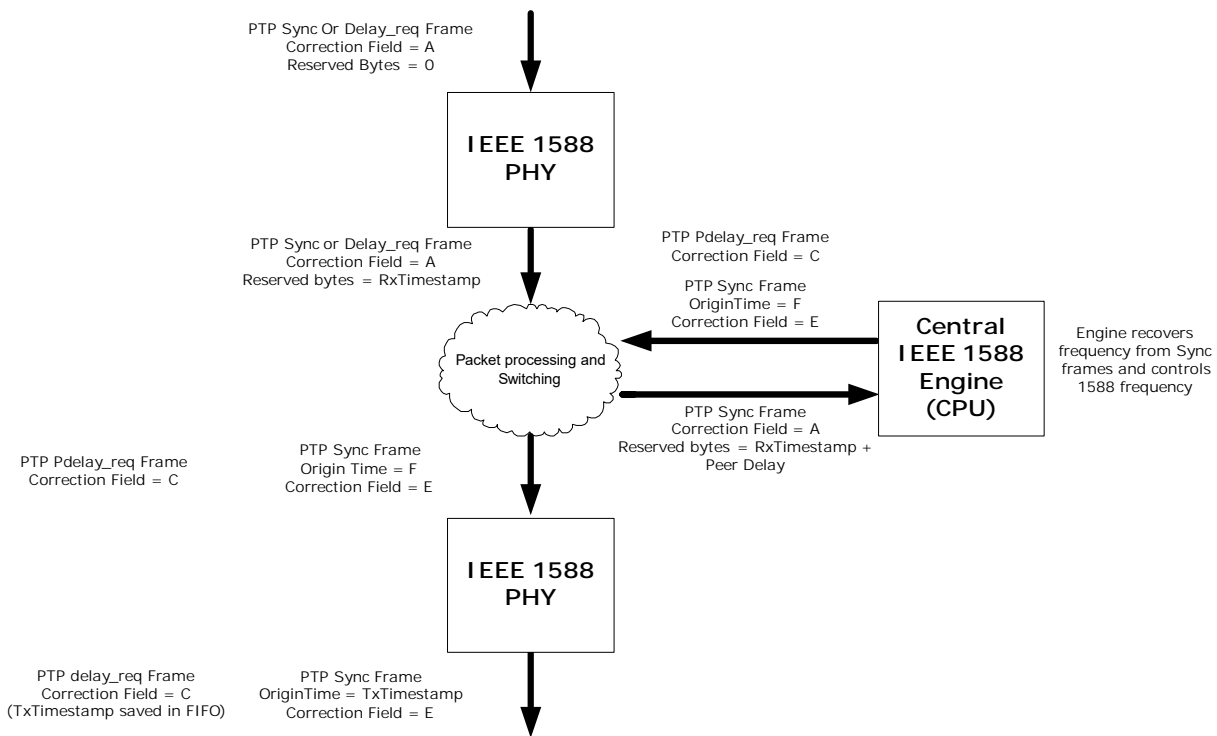 PTP Sync Or Delay_req Frame
Correction Field = A
Reserved Bytes = 0
IEEE 1588
PHY
PTP Sync or Delay_req Frame
Correction Field = A
Reserved bytes = RxTimestamp
PTP Pdelay_req Frame
Correction Field = C
PTP Sync Frame
OriginTime = F
Correction Field = E
Packet processing and
Switching
Central
IEEE 1588
Engine
(CPU)
Engine recovers
frequency from Sync
frames and controls
1588 frequency
PTP Sync Frame
Correction Field = A
Reserved bytes = RxTimestamp +
Peer Delay
PTP Pdelay_req Frame
Correction Field = C
PTP Sync Frame
Origin Time = F
Correction Field = E
IEEE 1588
PHY
PTP delay_req Frame
Correction Field = C
(TxTimestamp saved in FIFO)
PTP Sync Frame
OriginTime = TxTimestamp
Correction Field = E